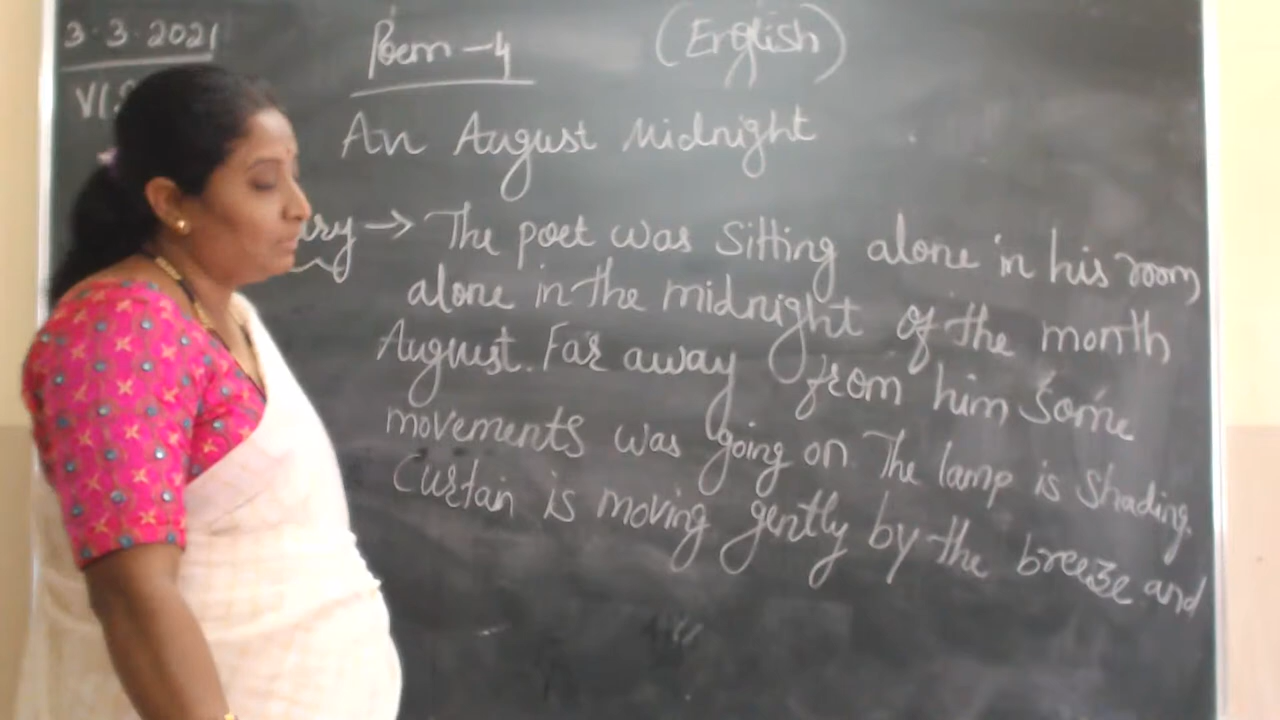 3.3.2021
Poem-4
(English)
VI
An August Midnight
ry → The poet was sitting alone in his room,
alone in the midnight of the month
August. Far away from him some
movements was going on. The lamp is shading.
Curtain is moving gently by the breeze and